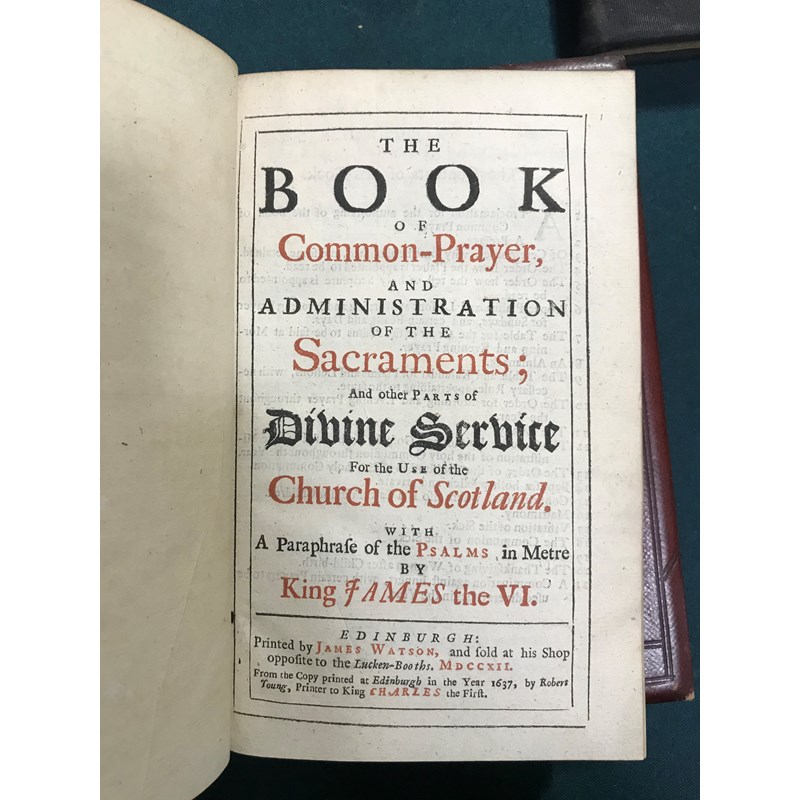 THE
BOOK
OF
Common-Prayer,
AND
ADMINISTRATION
OF THE
Sacraments;
And other PARTS of
Divine Service
For the USE of the
Church of Scotland.
WITH
A Paraphraſe of the PSALMS in Metre
BY
King JAMES the VI.
EDINBURGH:
Printed by JAMES WATSON, and ſold at his Shop
oppoſite to the Lucken-Booths. MDCCXII.
From the Copy printed at Edinburgh in the Year 1637, by Robert
Young, Printer to King CHARLES the Firſt.